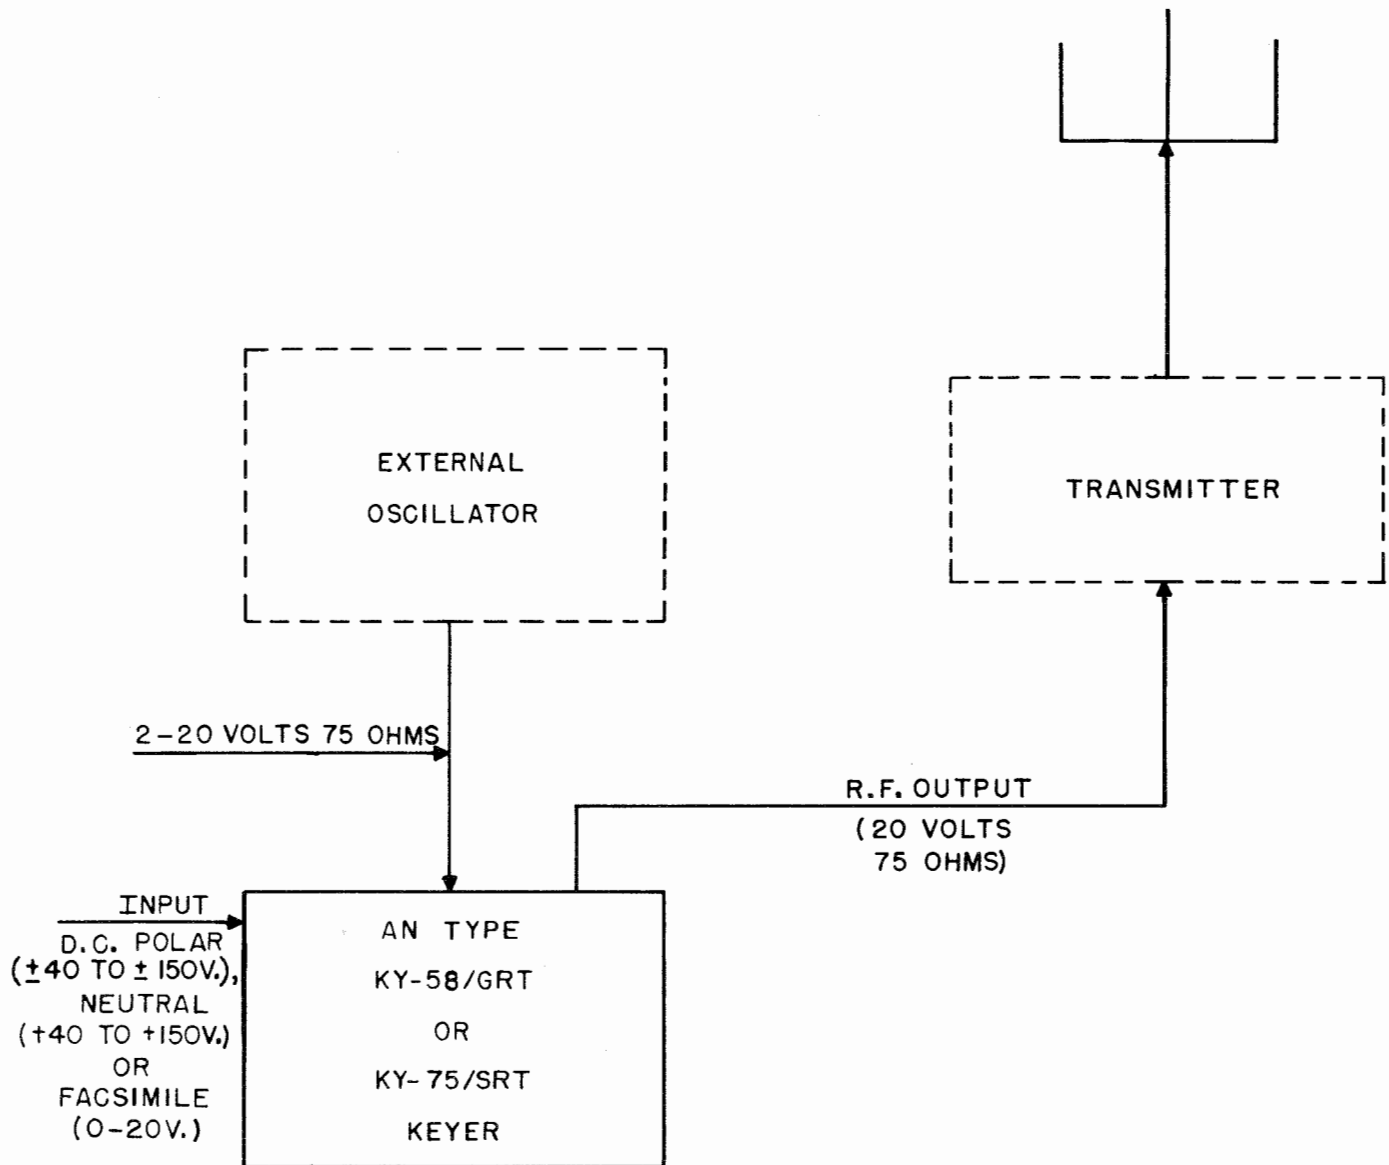 EXTERNAL
OSCILLATOR
TRANSMITTER
2-20 VOLTS 75 OHMS
R.F. OUTPUT
(20 VOLTS
75 OHMS)
INPUT
D.C. POLAR
(±40 TO ± 150V.),
NEUTRAL
(+40 TO +150V.)
OR
FACSIMILE
(0-20V.)
AN TYPE
KY-58/GRT
OR
KY-75/SRT
KEYER